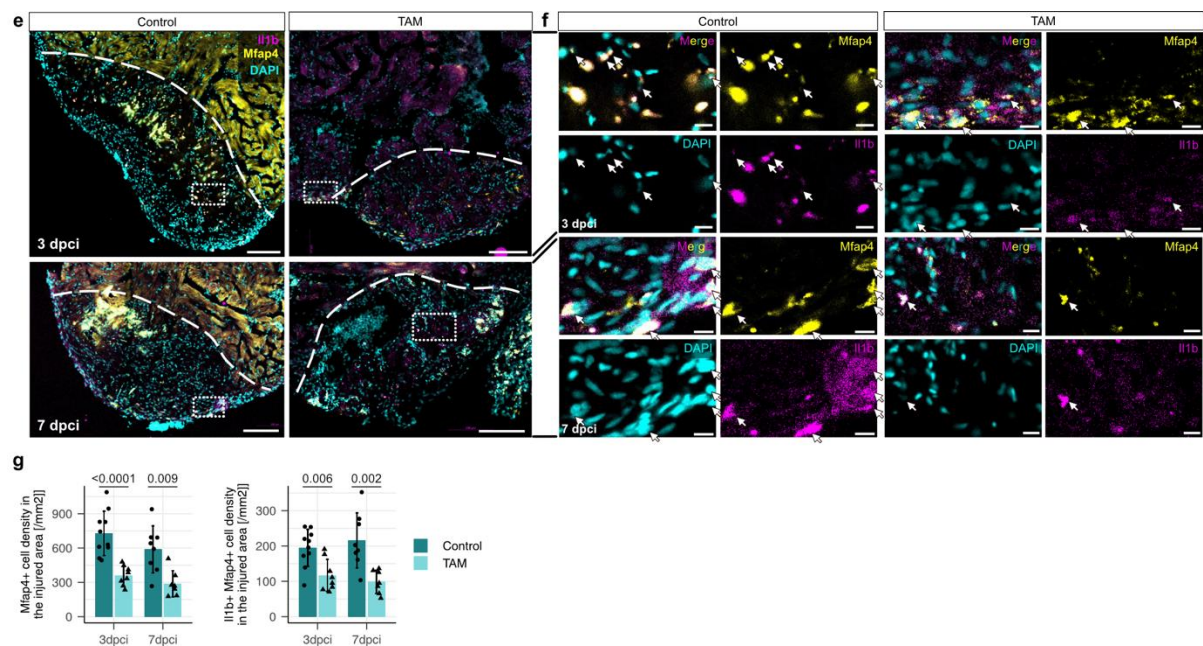 e
Control
TAM
Il1b
Mfap4
DAPI
3 dpci
7 dpci
f
Control
TAM
Merge
Mfap4
Merge
Mfap4
DAPI
Il1b
DAPI
Il1b
3 dpci
Merg
Mfap4
Merge
Mfap4
DAPI
Il1b
DAPI
Il1b
7 dpci
g
Mfap4+ cell density in
the injured area [/mm2]]
<0.0001
0.009
900
600
300
0
3dpci
7dpci
Il1b+ Mfap4+ cell density
in the injured area [/mm2]]
0.006
0.002
300
200
100
0
3dpci
7dpci
Control
TAM